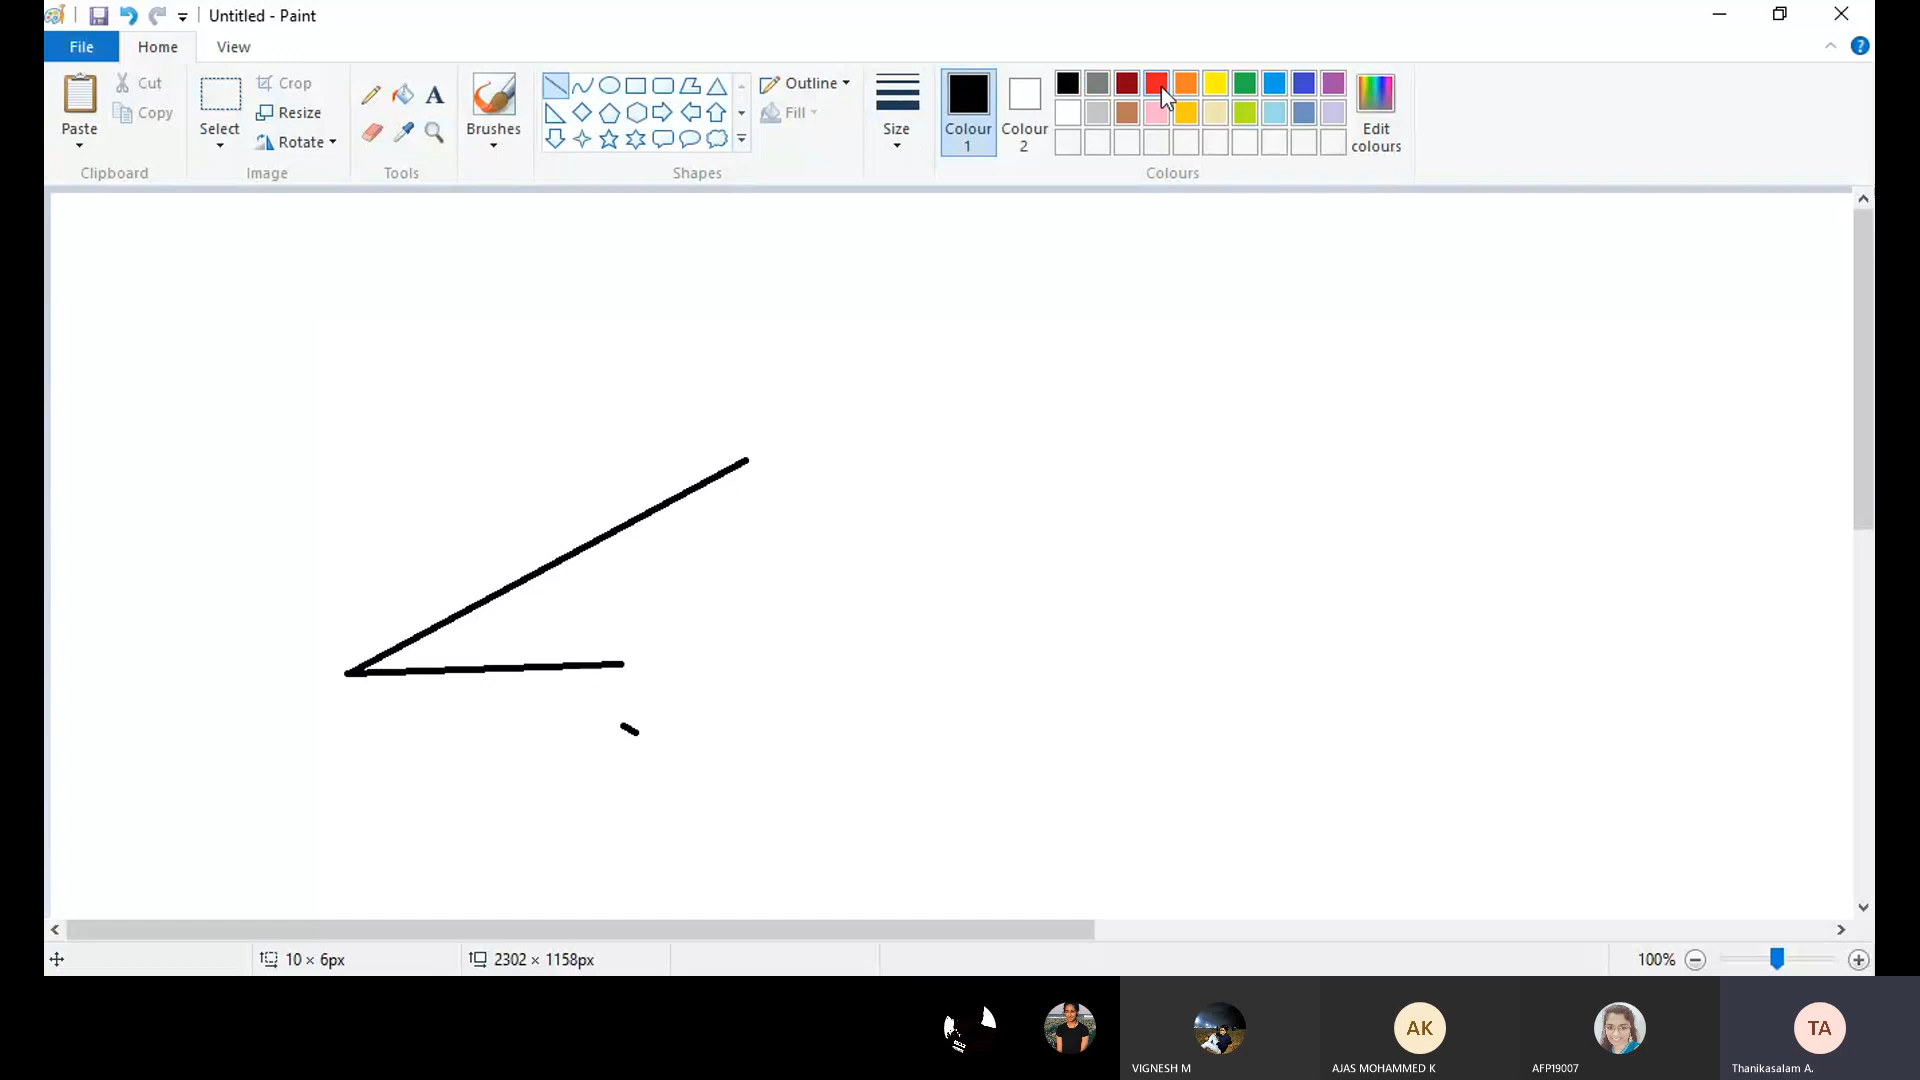 Untitled - Paint
File Home View
Paste
Cut
Copy
Clipboard
Select
Crop
Resize
Rotate
Image
A
Tools
Brushes
Outline
Fill
Shapes
Size
Colour 1
Colour 2
Edit colours
Colours
10 × 6px
2302 × 1158px
100%
AK
TA
VIGNESH M
AJAS MOHAMMED K
AFP19007
Thanikasalam A.